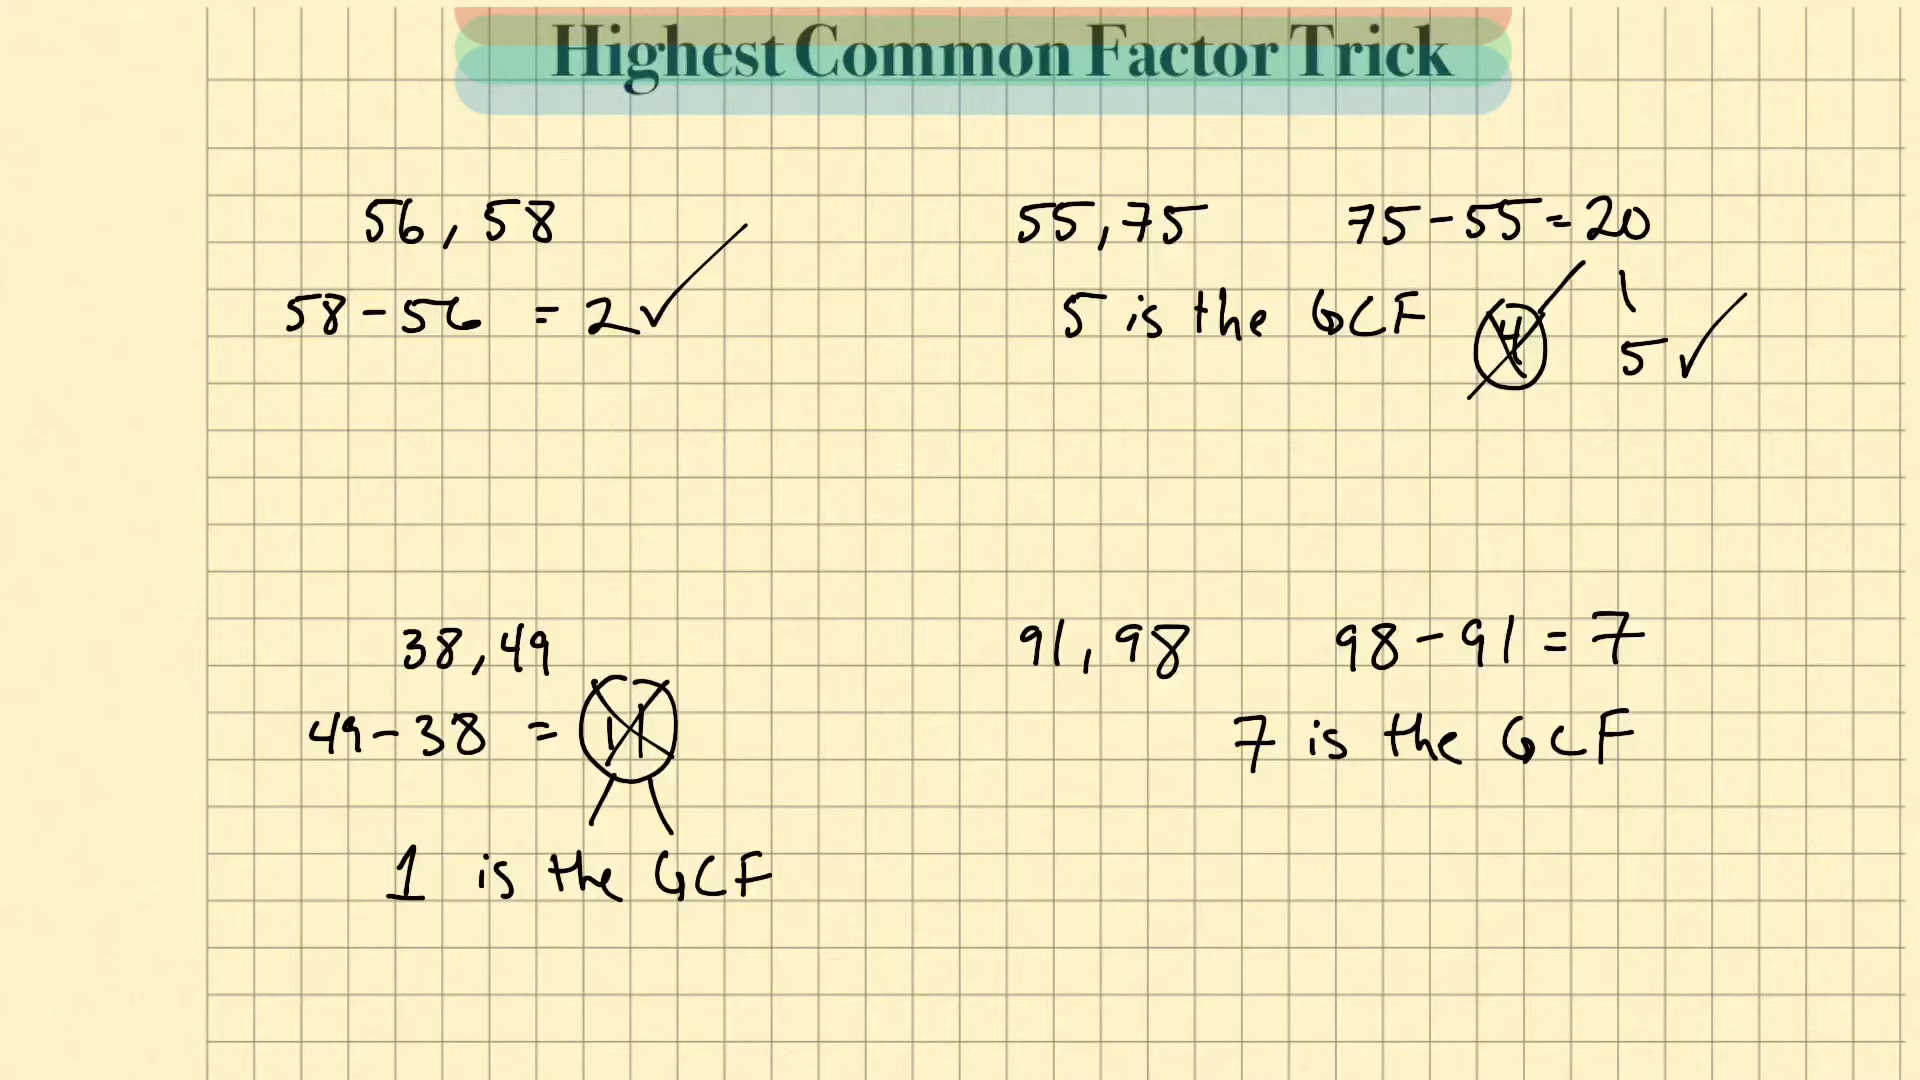 Highest Common Factor Trick
56, 58
58 - 56 = 2 ✓
55, 75 75 - 55 = 20
5 is the GCF 4 5 ✓
38, 49
49 - 38 = 11
1 is the GCF
91, 98 98 - 91 = 7
7 is the GCF